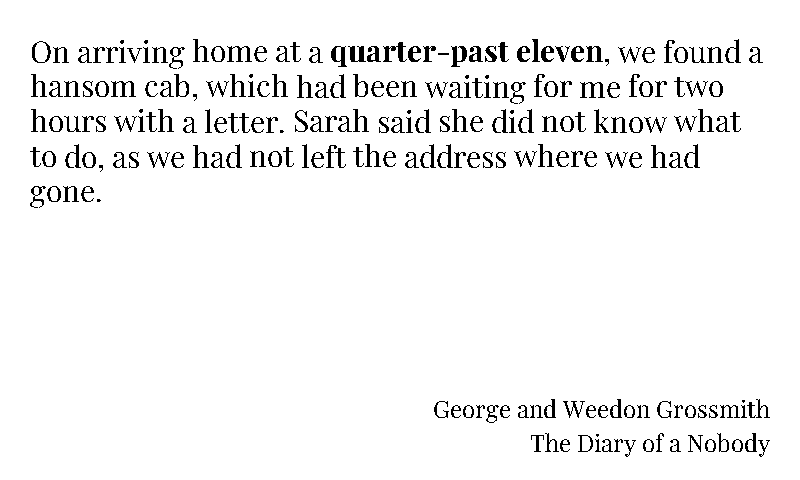 On arriving home at a quarter-past eleven, we found a
hansom cab, which had been waiting for me for two
hours with a letter. Sarah said she did not know what
to do, as we had not left the address where we had
gone.
George and Weedon Grossmith
The Diary of a Nobody